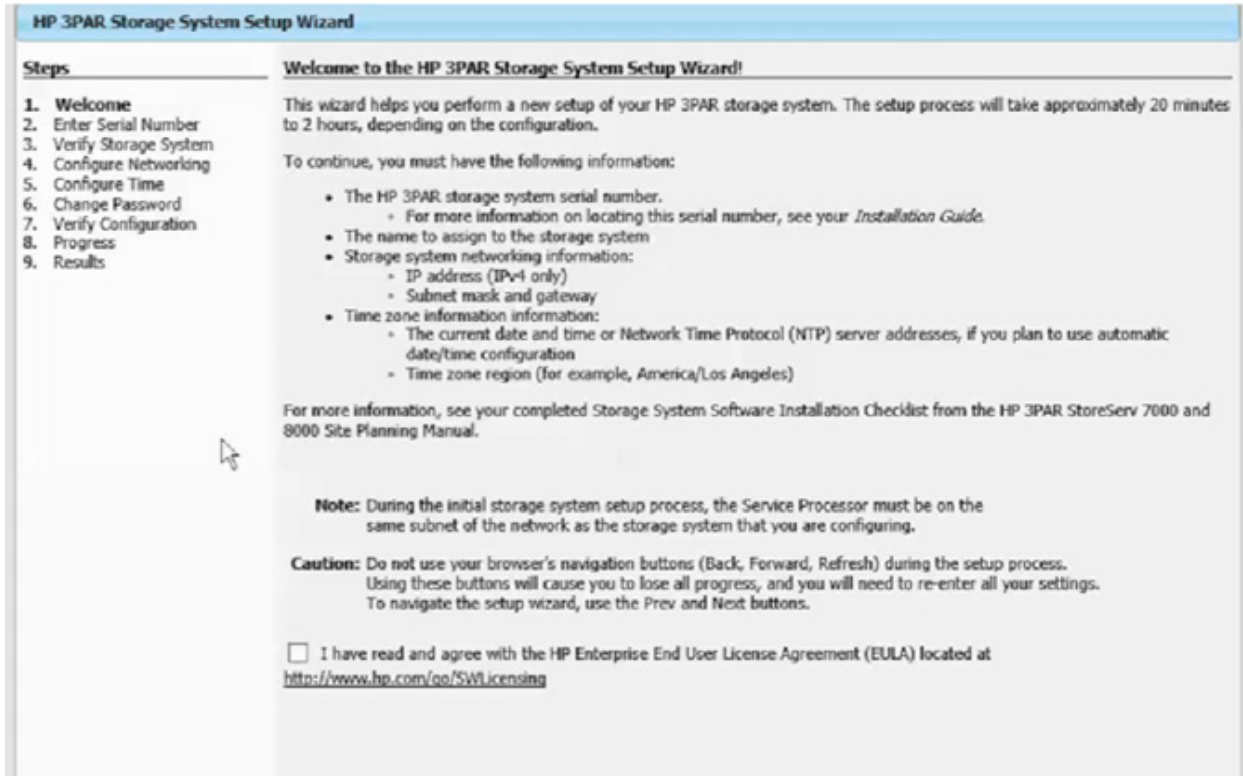 HP 3PAR Storage System Setup Wizard
Steps
1. Welcome
2. Enter Serial Number
3. Verify Storage System
4. Configure Networking
5. Configure Time
6. Change Password
7. Verify Configuration
8. Progress
9. Results
Welcome to the HP 3PAR Storage System Setup Wizard!
This wizard helps you perform a new setup of your HP 3PAR storage system. The setup process will take approximately 20 minutes
to 2 hours, depending on the configuration.
To continue, you must have the following information:
• The HP 3PAR storage system serial number.
◦ For more information on locating this serial number, see your Installation Guide.
• The name to assign to the storage system
• Storage system networking information:
◦ IP address (IPv4 only)
◦ Subnet mask and gateway
• Time zone information information:
◦ The current date and time or Network Time Protocol (NTP) server addresses, if you plan to use automatic
date/time configuration
◦ Time zone region (for example, America/Los Angeles)
For more information, see your completed Storage System Software Installation Checklist from the HP 3PAR StoreServ 7000 and
8000 Site Planning Manual.
Note: During the initial storage system setup process, the Service Processor must be on the
same subnet of the network as the storage system that you are configuring.
Caution: Do not use your browser's navigation buttons (Back, Forward, Refresh) during the setup process.
Using these buttons will cause you to lose all progress, and you will need to re-enter all your settings.
To navigate the setup wizard, use the Prev and Next buttons.
I have read and agree with the HP Enterprise End User License Agreement (EULA) located at
http://www.hp.com/go/SWLicensing